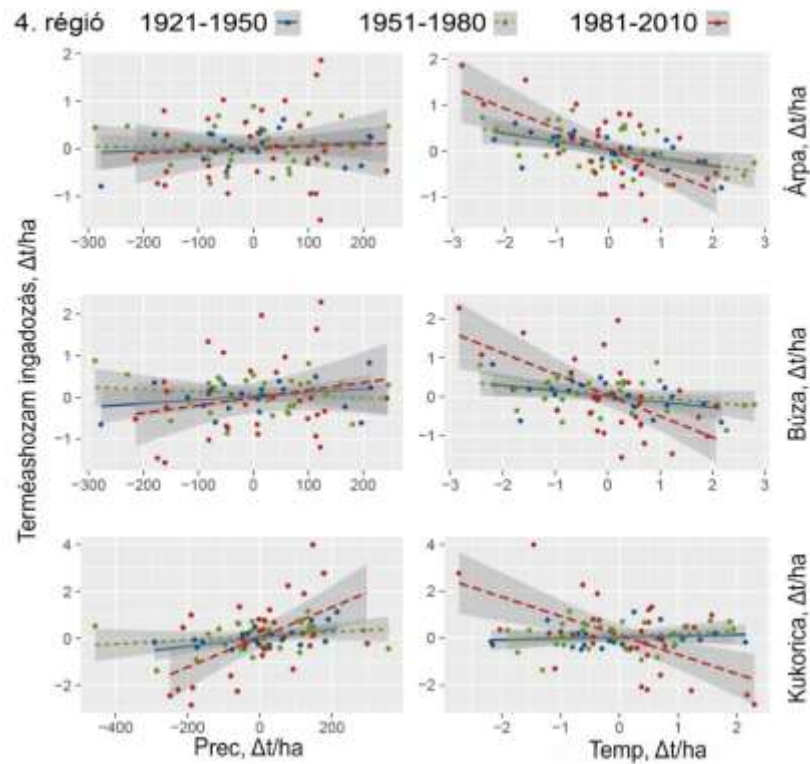 4. régió 1921-1950 1951-1980 1981-2010
Terméashozam ingadozás, Δt/ha
2
1
0
−1
−300 −200 −100 0 100 200
2
1
0
−1
−3 −2 −1 0 1 2 3
Árpa, Δt/ha
2
1
0
−1
−300 −200 −100 0 100 200
2
1
0
−1
−3 −2 −1 0 1 2 3
Búza, Δt/ha
4
2
0
−2
−400 −200 0 200
Prec, Δt/ha
4
2
0
−2
−2 −1 0 1 2
Temp, Δt/ha
Kukorica, Δt/ha